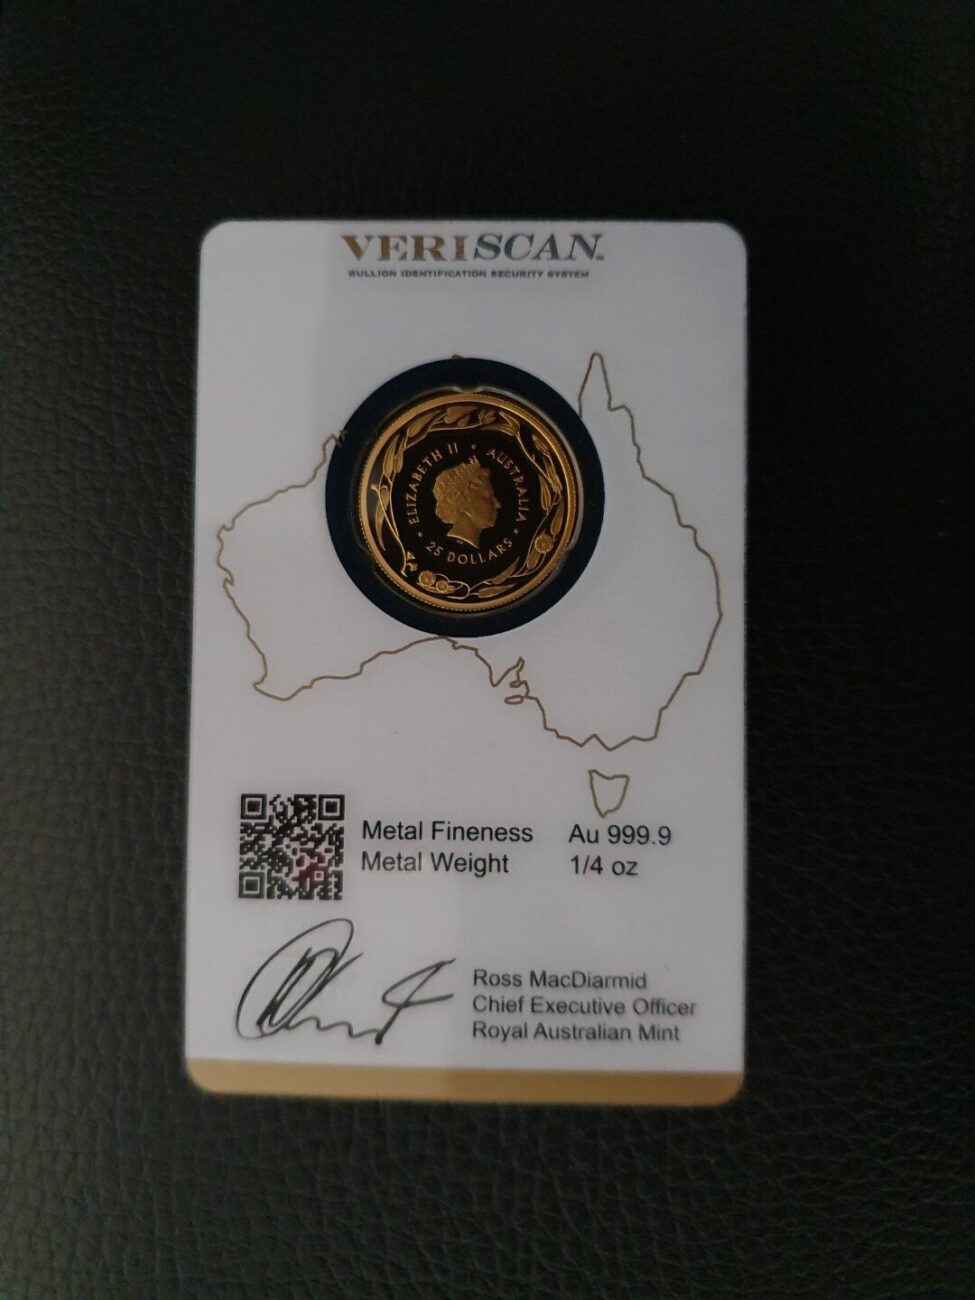 VERISCAN™
BULLION IDENTIFICATION SECURITY SYSTEM
ELIZABETH II • AUSTRALIA •
25 DOLLARS •
Metal Fineness Au 999.9
Metal Weight 1/4 oz
Ross MacDiarmid
Chief Executive Officer
Royal Australian Mint